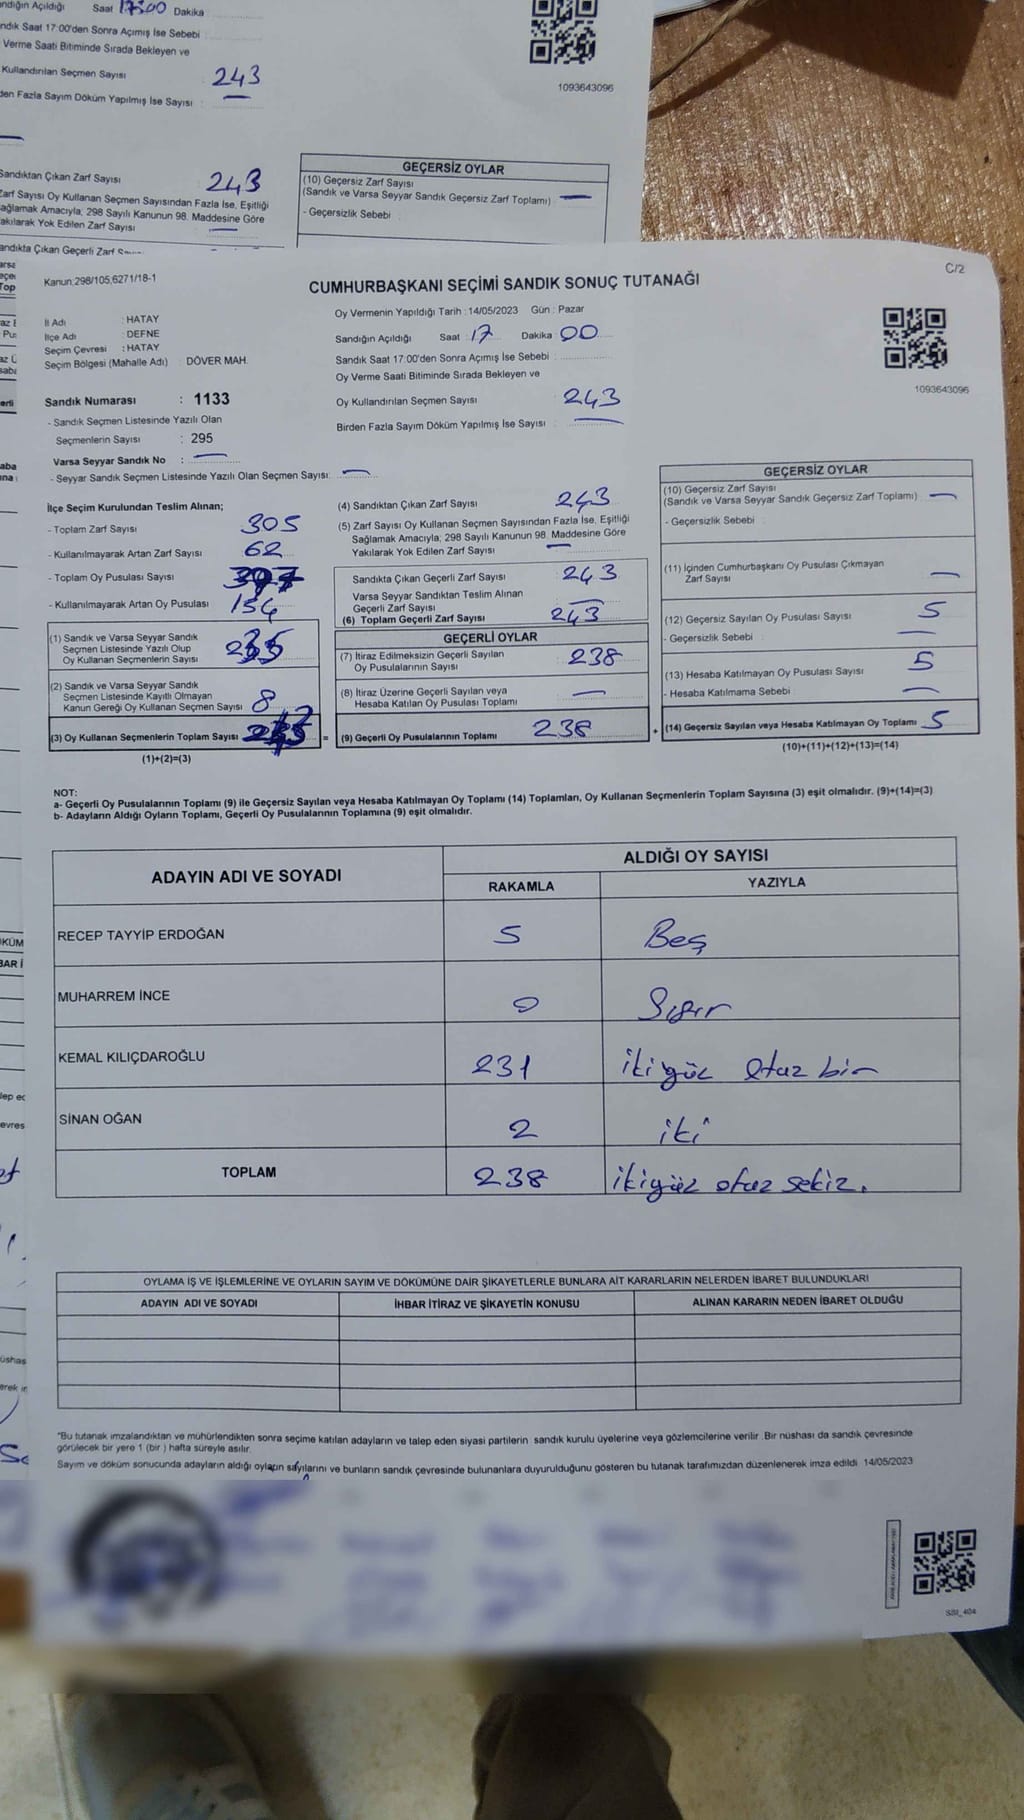 ndığın Açıldığı Saat 17:00 Dakika
ndık Saat 17:00'den Sonra Açımış İse Sebebi
Verme Saati Bitiminde Sırada Bekleyen ve
Kullandırılan Seçmen Sayısı 243
den Fazla Sayım Döküm Yapılmış İse Sayısı : —
1093643096
Sandıktan Çıkan Zarf Sayısı 243
Zarf Sayısı Oy Kullanan Seçmen Sayısından Fazla İse, Eşitliği
ağlamak Amacıyla; 298 Sayılı Kanunun 98. Maddesine Göre
akılarak Yok Edilen Zarf Sayısı —
andıkta Çıkan Geçerli Zarf
GEÇERSİZ OYLAR
(10) Geçersiz Zarf Sayısı
(Sandık ve Varsa Seyyar Sandık Geçersiz Zarf Toplamı) —
- Geçersizlik Sebebi
C/2
Kanun:298/105,6271/18-1
CUMHURBAŞKANI SEÇİMİ SANDIK SONUÇ TUTANAĞI
İl Adı : HATAY
İlçe Adı : DEFNE
Seçim Çevresi : HATAY
Seçim Bölgesi (Mahalle Adı) : DÖVER MAH.
Oy Vermenin Yapıldığı Tarih : 14/05/2023 Gün : Pazar
Sandığın Açıldığı Saat : 17 Dakika : 00
Sandık Saat 17:00'den Sonra Açımış İse Sebebi :
Oy Verme Saati Bitiminde Sırada Bekleyen ve
Oy Kullandırılan Seçmen Sayısı : 243
Birden Fazla Sayım Döküm Yapılmış İse Sayısı : —
1093643096
Sandık Numarası : 1133
- Sandık Seçmen Listesinde Yazılı Olan
Seçmenlerin Sayısı : 295
Varsa Seyyar Sandık No : —
- Seyyar Sandık Seçmen Listesinde Yazılı Olan Seçmen Sayısı: —
İlçe Seçim Kurulundan Teslim Alınan;
- Toplam Zarf Sayısı 305
- Kullanılmayarak Artan Zarf Sayısı 62
- Toplam Oy Pusulası Sayısı
- Kullanılmayarak Artan Oy Pusulası 154
(1) Sandık ve Varsa Seyyar Sandık
Seçmen Listesinde Yazılı Olup
Oy Kullanan Seçmenlerin Sayısı 235
(2) Sandık ve Varsa Seyyar Sandık
Seçmen Listesinde Kayıtlı Olmayan
Kanun Gereği Oy Kullanan Seçmen Sayısı 8
(3) Oy Kullanan Seçmenlerin Toplam Sayısı =
(1)+(2)=(3)
(4) Sandıktan Çıkan Zarf Sayısı 243
(5) Zarf Sayısı Oy Kullanan Seçmen Sayısından Fazla İse, Eşitliği
Sağlamak Amacıyla; 298 Sayılı Kanunun 98. Maddesine Göre
Yakılarak Yok Edilen Zarf Sayısı —
Sandıkta Çıkan Geçerli Zarf Sayısı 243
Varsa Seyyar Sandıktan Teslim Alınan
Geçerli Zarf Sayısı —
(6) Toplam Geçerli Zarf Sayısı 243
GEÇERLİ OYLAR
(7) İtiraz Edilmeksizin Geçerli Sayılan
Oy Pusulalarının Sayısı 238
(8) İtiraz Üzerine Geçerli Sayılan veya
Hesaba Katılan Oy Pusulası Toplamı —
(9) Geçerli Oy Pusulalarının Toplamı 238 +
GEÇERSİZ OYLAR
(10) Geçersiz Zarf Sayısı
(Sandık ve Varsa Seyyar Sandık Geçersiz Zarf Toplamı) —
- Geçersizlik Sebebi
(11) İçinden Cumhurbaşkanı Oy Pusulası Çıkmayan
Zarf Sayısı —
(12) Geçersiz Sayılan Oy Pusulası Sayısı 5
- Geçersizlik Sebebi —
(13) Hesaba Katılmayan Oy Pusulası Sayısı 5
- Hesaba Katılmama Sebebi —
(14) Geçersiz Sayılan veya Hesaba Katılmayan Oy Toplamı 5
(10)+(11)+(12)+(13)=(14)
NOT:
a- Geçerli Oy Pusulalarının Toplamı (9) ile Geçersiz Sayılan veya Hesaba Katılmayan Oy Toplamı (14) Toplamları, Oy Kullanan Seçmenlerin Toplam Sayısına (3) eşit olmalıdır. (9)+(14)=(3)
b- Adayların Aldığı Oyların Toplamı, Geçerli Oy Pusulalarının Toplamına (9) eşit olmalıdır.
ADAYIN ADI VE SOYADI ALDIĞI OY SAYISI
RAKAMLA YAZIYLA
RECEP TAYYİP ERDOĞAN 5 Beş
MUHARREM İNCE 0 Sıfır
KEMAL KILIÇDAROĞLU 231 ikiyüz otuz bir
SİNAN OĞAN 2 iki
TOPLAM 238 ikiyüz otuz sekiz.
OYLAMA İŞ VE İŞLEMLERİNE VE OYLARIN SAYIM VE DÖKÜMÜNE DAİR ŞİKAYETLERLE BUNLARA AİT KARARLARIN NELERDEN İBARET BULUNDUKLARI
ADAYIN ADI VE SOYADI İHBAR İTİRAZ VE ŞİKAYETİN KONUSU ALINAN KARARIN NEDEN İBARET OLDUĞU
*Bu tutanak imzalandıktan ve mühürlendikten sonra seçime katılan adayların ve talep eden siyasi partilerin sandık kurulu üyelerine veya gözlemcilerine verilir. Bir nüshası da sandık çevresinde
görülecek bir yere 1 (bir ) hafta süreyle asılır.
Sayım ve döküm sonucunda adayların aldığı oyların sayılarını ve bunların sandık çevresinde bulunanlara duyurulduğunu gösteren bu tutanak tarafımızdan düzenlenerek imza edildi 14/05/2023
SSI_404